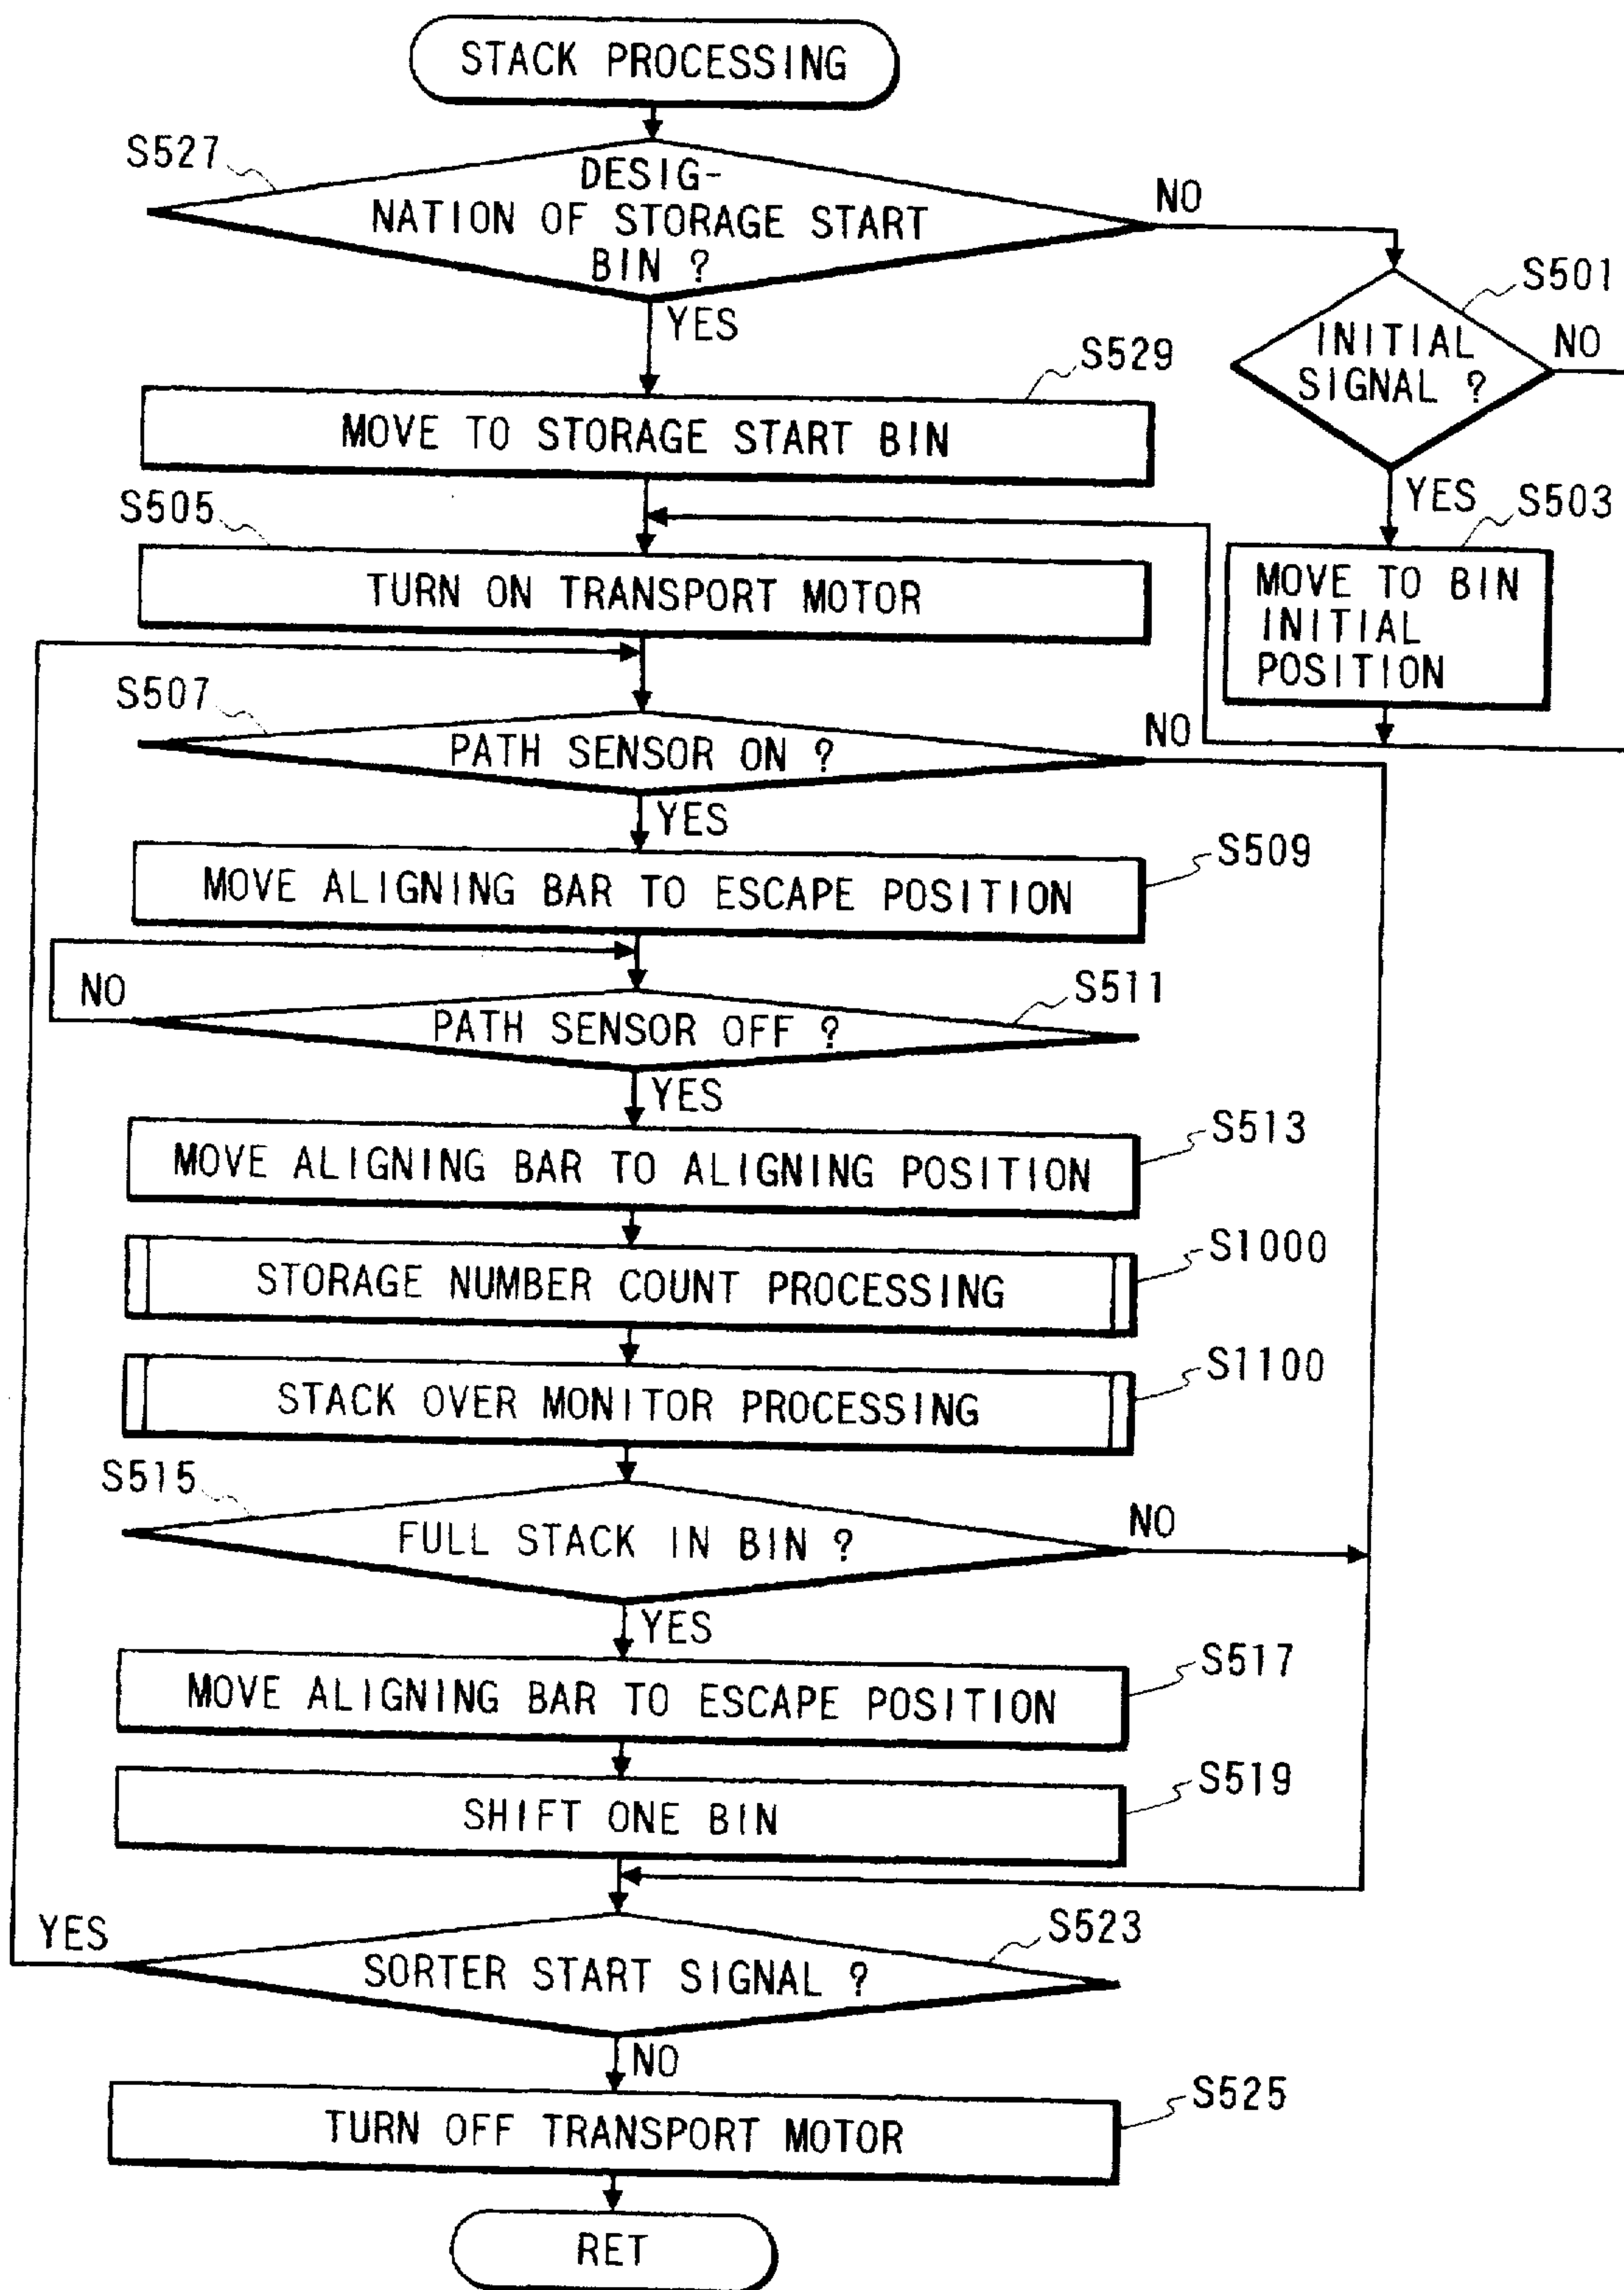 STACK PROCESSING
S527
DESIG-
NATION OF STORAGE START
BIN ?
NO
YES
S501
INITIAL
SIGNAL ?
NO
YES
S529
MOVE TO STORAGE START BIN
S503
MOVE TO BIN
INITIAL
POSITION
S505
TURN ON TRANSPORT MOTOR
S507
PATH SENSOR ON ?
NO
YES
S509
MOVE ALIGNING BAR TO ESCAPE POSITION
S511
NO
PATH SENSOR OFF ?
YES
S513
MOVE ALIGNING BAR TO ALIGNING POSITION
S1000
STORAGE NUMBER COUNT PROCESSING
S1100
STACK OVER MONITOR PROCESSING
S515
FULL STACK IN BIN ?
NO
YES
S517
MOVE ALIGNING BAR TO ESCAPE POSITION
S519
SHIFT ONE BIN
S523
YES
SORTER START SIGNAL ?
NO
S525
TURN OFF TRANSPORT MOTOR
RET